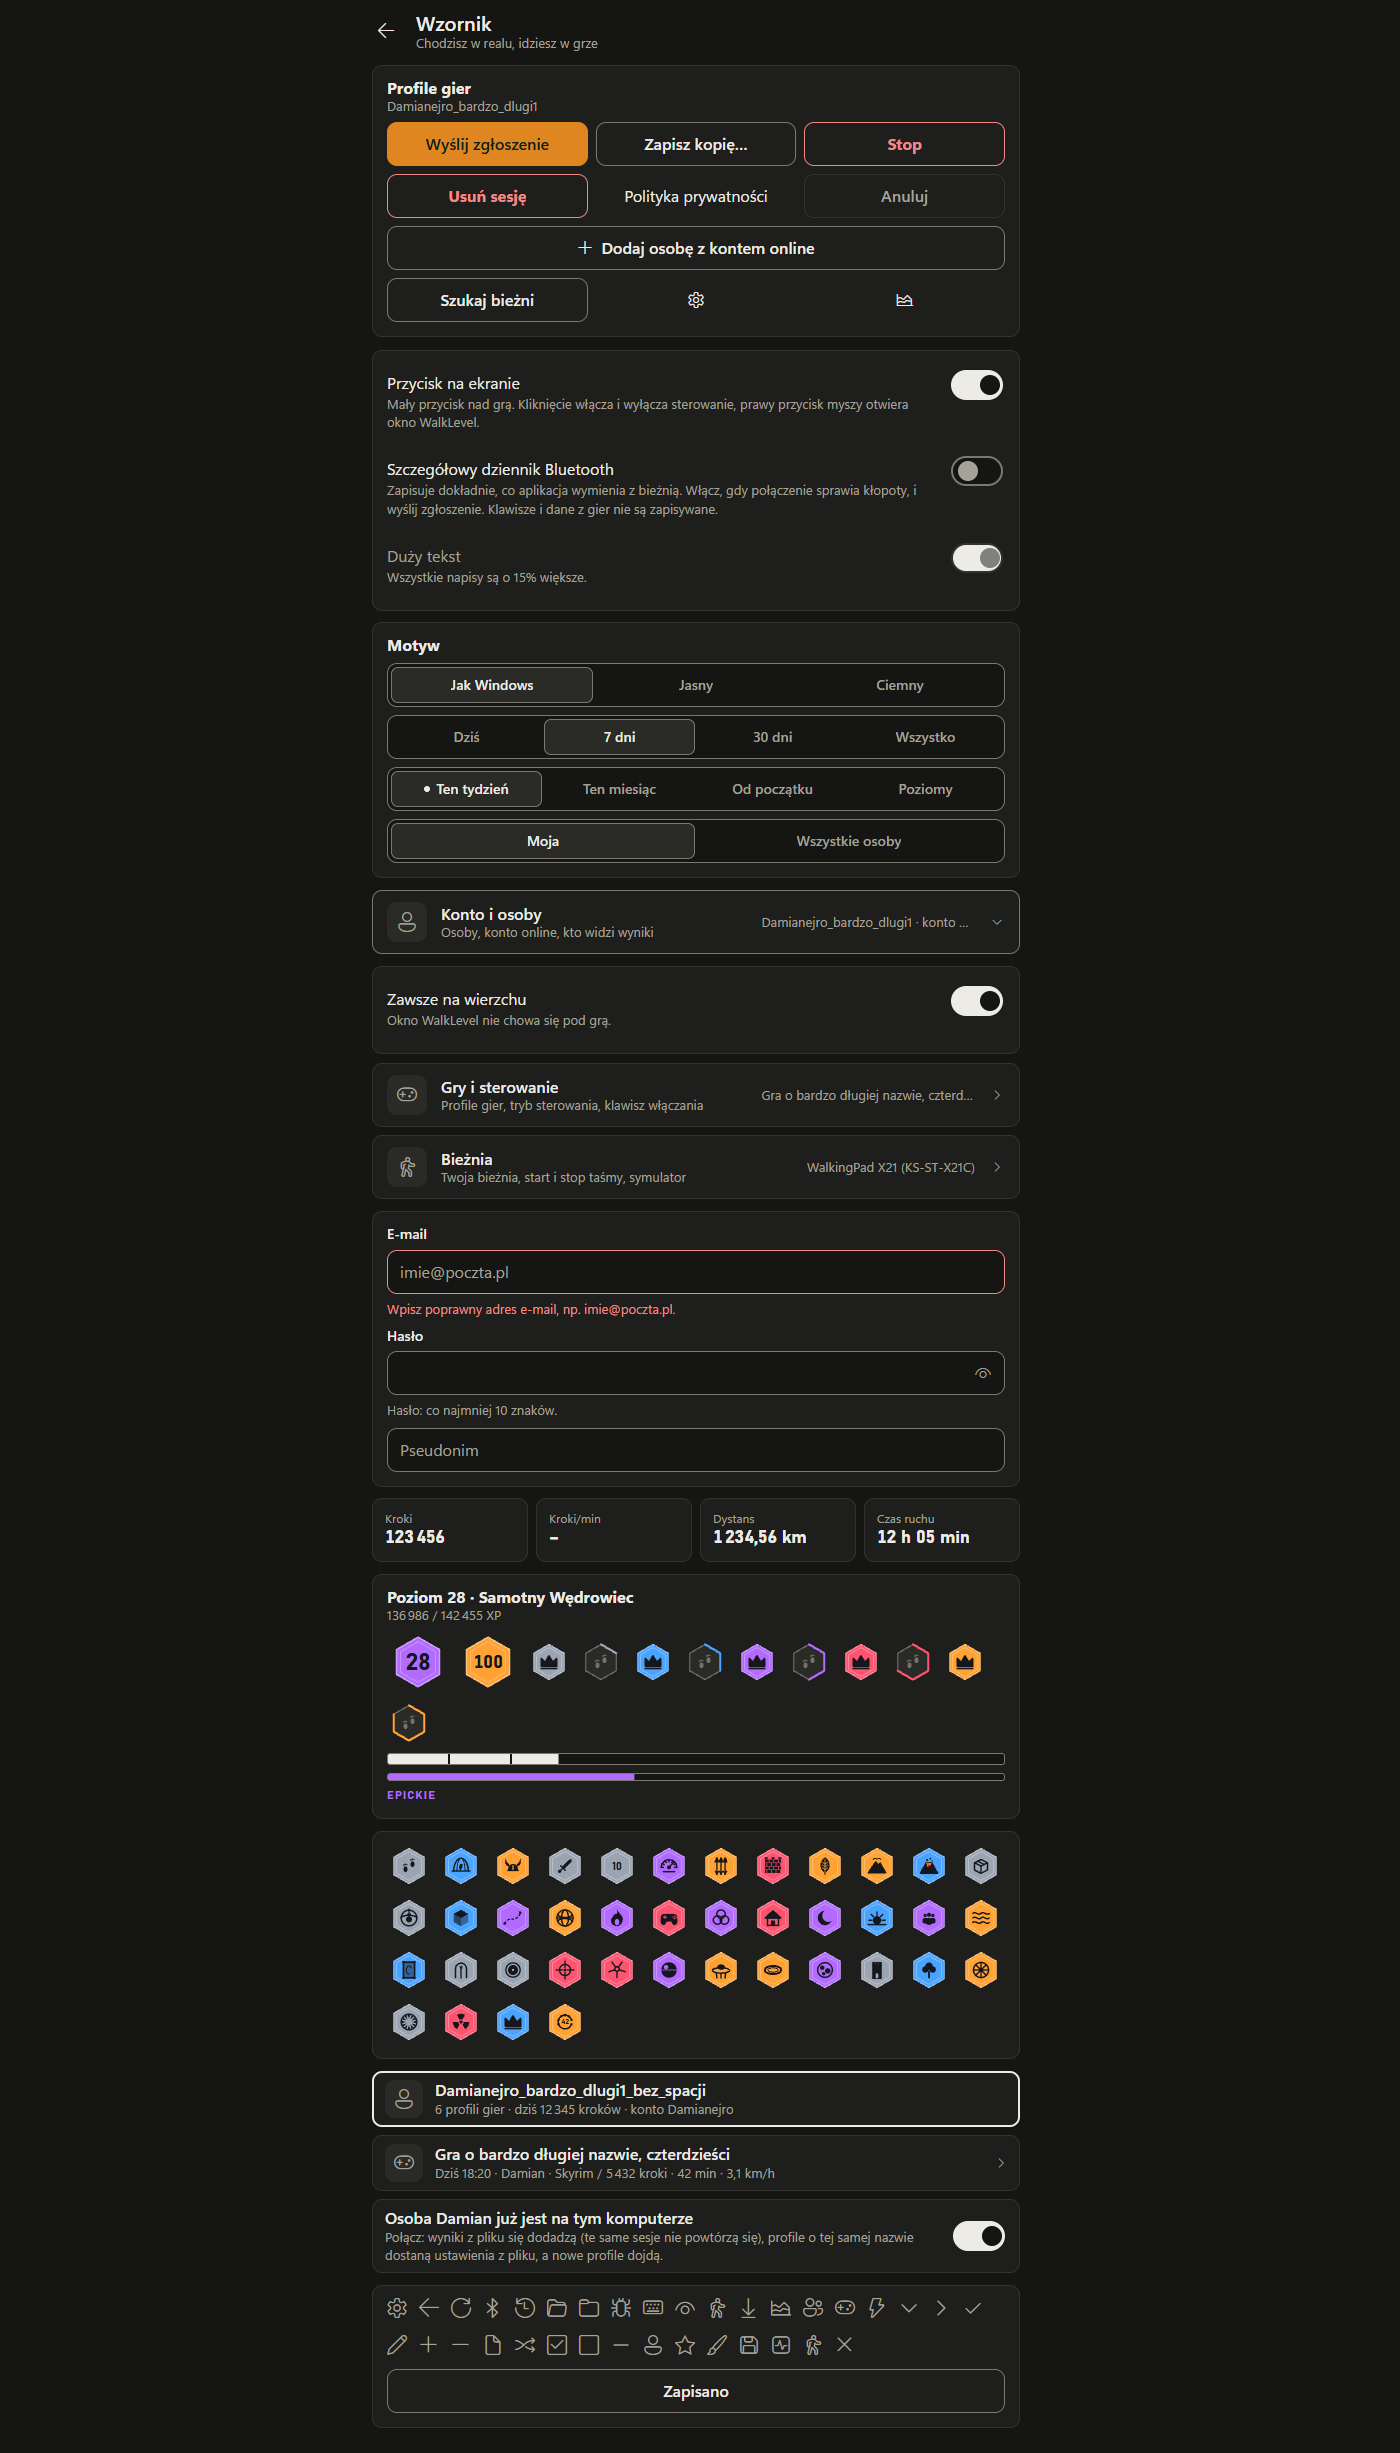 Wzornik
Chodzisz w realu, idziesz w grze
Profile gier
Damianejro_bardzo_dlugi1
Wyślij zgłoszenie
Zapisz kopię...
Stop
Usuń sesję
Polityka prywatności
Anuluj
Dodaj osobę z kontem online
Szukaj bieżni
Przycisk na ekranie
Mały przycisk nad grą. Kliknięcie włącza i wyłącza sterowanie, prawy przycisk myszy otwiera
okno WalkLevel.
Szczegółowy dziennik Bluetooth
Zapisuje dokładnie, co aplikacja wymienia z bieżnią. Włącz, gdy połączenie sprawia kłopoty, i
wyślij zgłoszenie. Klawisze i dane z gier nie są zapisywane.
Duży tekst
Wszystkie napisy są o 15% większe.
Motyw
Jak Windows
Jasny
Ciemny
Dziś
7 dni
30 dni
Wszystko
• Ten tydzień
Ten miesiąc
Od początku
Poziomy
Moja
Wszystkie osoby
Konto i osoby
Osoby, konto online, kto widzi wyniki
Damianejro_bardzo_dlugi1 · konto ...
Zawsze na wierzchu
Okno WalkLevel nie chowa się pod grą.
Gry i sterowanie
Profile gier, tryb sterowania, klawisz włączania
Gra o bardzo długiej nazwie, czterd...
Bieżnia
Twoja bieżnia, start i stop taśmy, symulator
WalkingPad X21 (KS-ST-X21C)
E-mail
imie@poczta.pl
Wpisz poprawny adres e-mail, np. imie@poczta.pl.
Hasło
Hasło: co najmniej 10 znaków.
Pseudonim
Kroki
123 456
Kroki/min
–
Dystans
1 234,56 km
Czas ruchu
12 h 05 min
Poziom 28 · Samotny Wędrowiec
136 986 / 142 455 XP
28
100
EPICKIE
10
42
Damianejro_bardzo_dlugi1_bez_spacji
6 profili gier · dziś 12 345 kroków · konto Damianejro
Gra o bardzo długiej nazwie, czterdzieści
Dziś 18:20 · Damian · Skyrim / 5 432 kroki · 42 min · 3,1 km/h
Osoba Damian już jest na tym komputerze
Połącz: wyniki z pliku się dodadzą (te same sesje nie powtórzą się), profile o tej samej nazwie
dostaną ustawienia z pliku, a nowe profile dojdą.
Zapisano